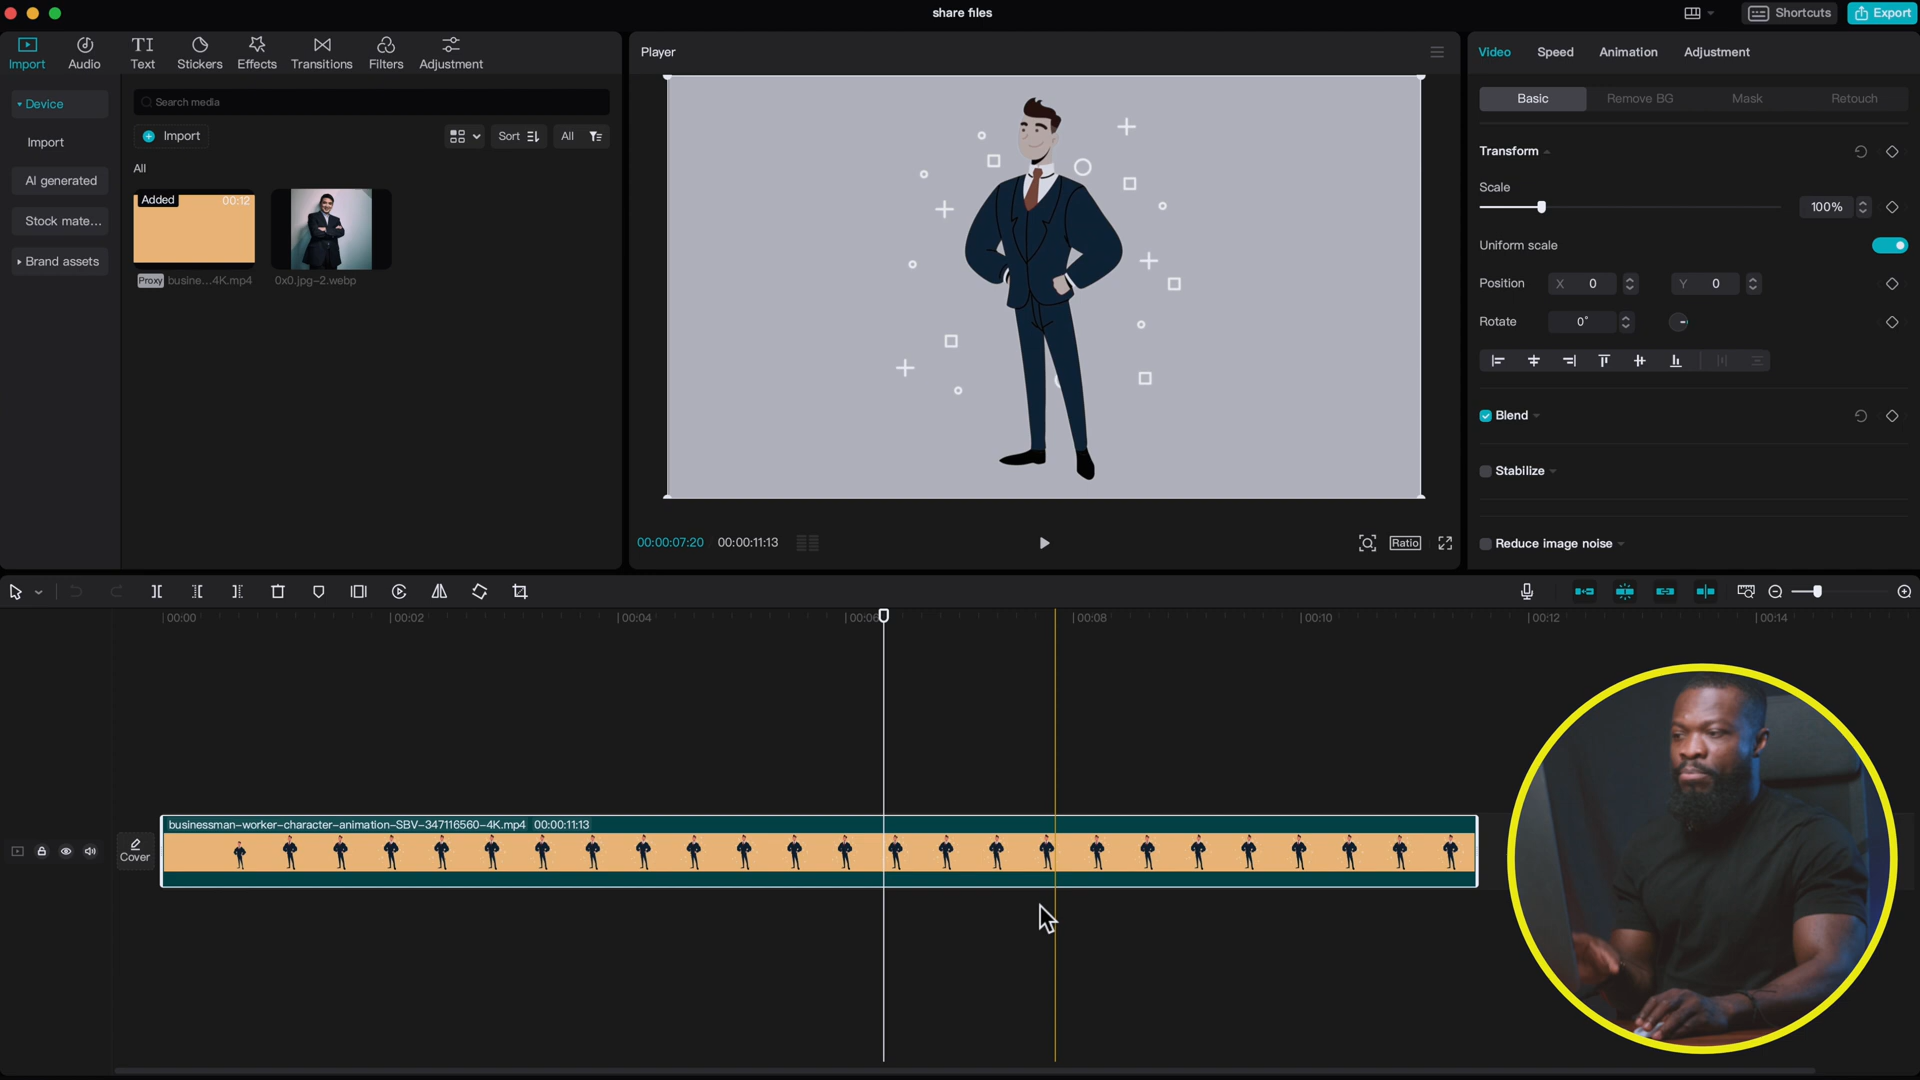 share files
Shortcuts
Export
Import
Audio
TI
Text
Stickers
Effects
Transitions
Filters
Adjustment
Device
Import
AI generated
Stock mate...
Brand assets
Search media
Import
Sort
All
All
Added
00:12
Proxy
busine...4K.mp4
0x0.jpg-2.webp
Player
00:00:07:20
00:00:11:13
Ratio
Video
Speed
Animation
Adjustment
Basic
Remove BG
Mask
Retouch
Transform
Scale
100%
Uniform scale
Position
X 0
Y 0
Rotate
0°
Blend
Stabilize
Reduce image noise
00:00
00:02
00:04
00:06
00:08
00:10
00:12
00:14
businessman-worker-character-animation-SBV-347116560-4K.mp4 00:00:11:13
Cover